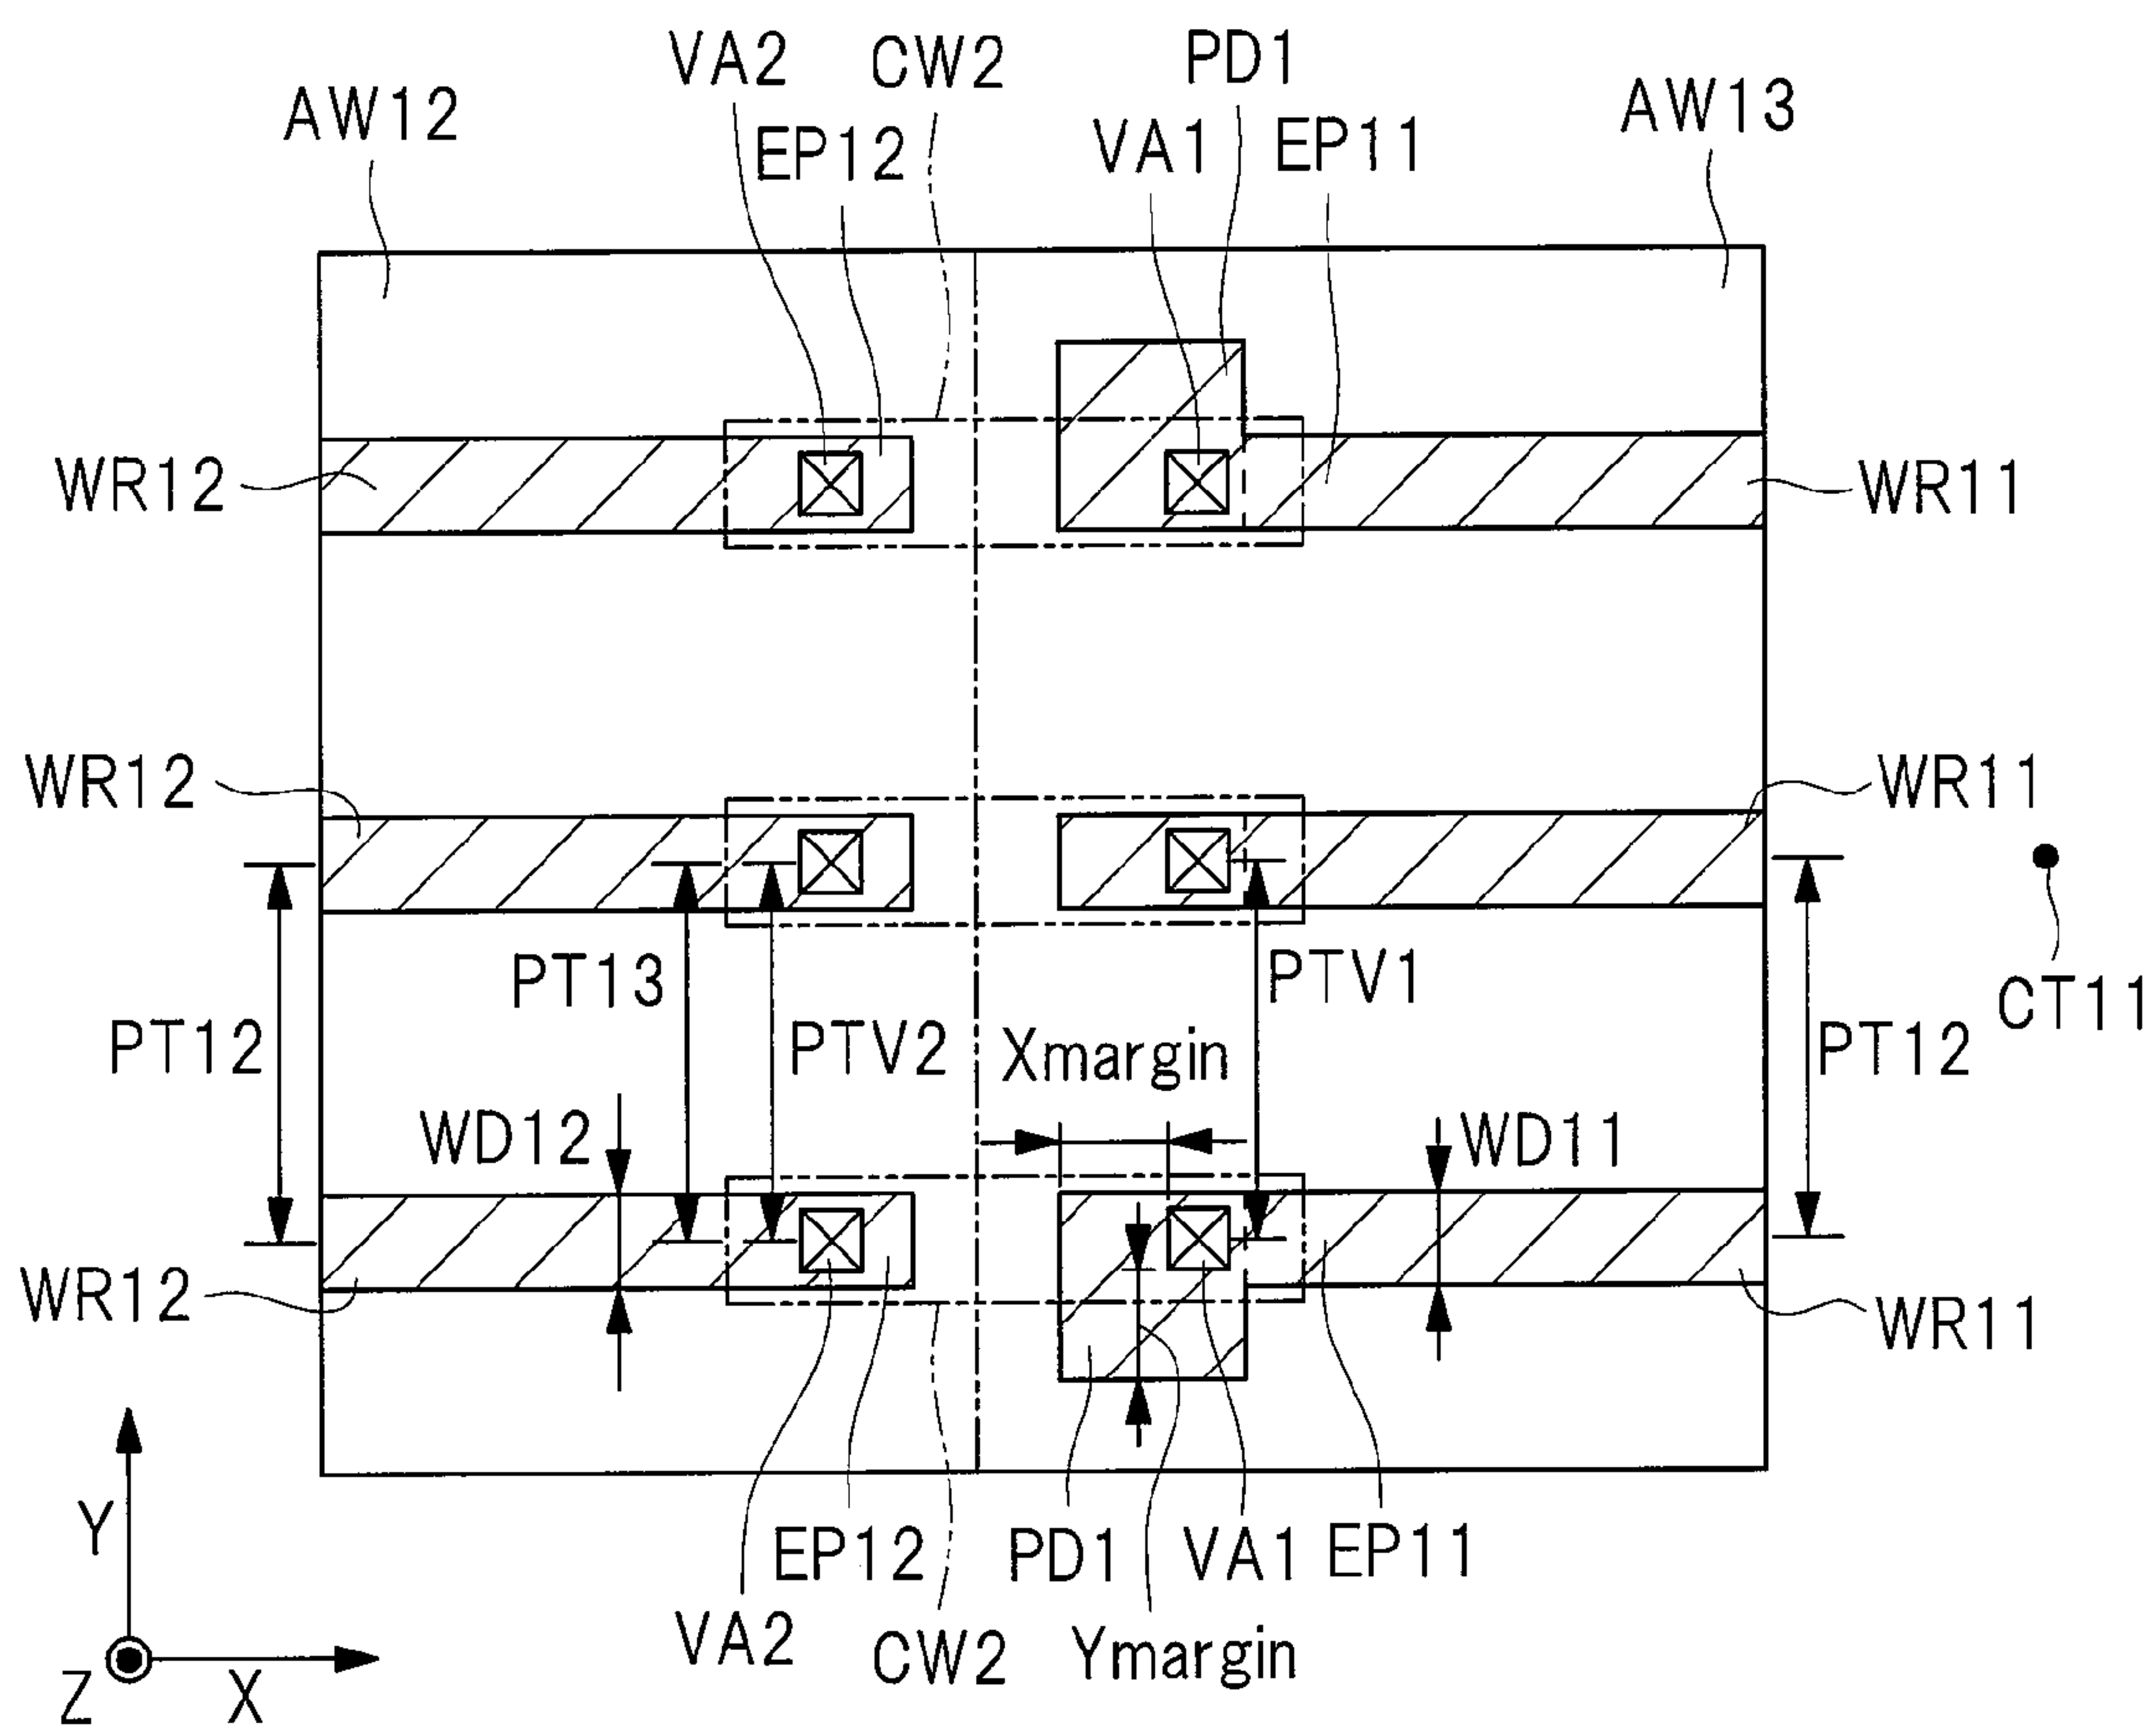 VA2
CW2
PD1
AW12
EP12
VA1
EP11
AW13
WR12
WR11
WR12
WR11
PT13
PTV1
CT11
PT12
PTV2
Xmargin
PT12
WD12
WD11
WR12
WR11
Y
EP12
PD1
VA1
EP11
VA2
CW2
Ymargin
Z
X